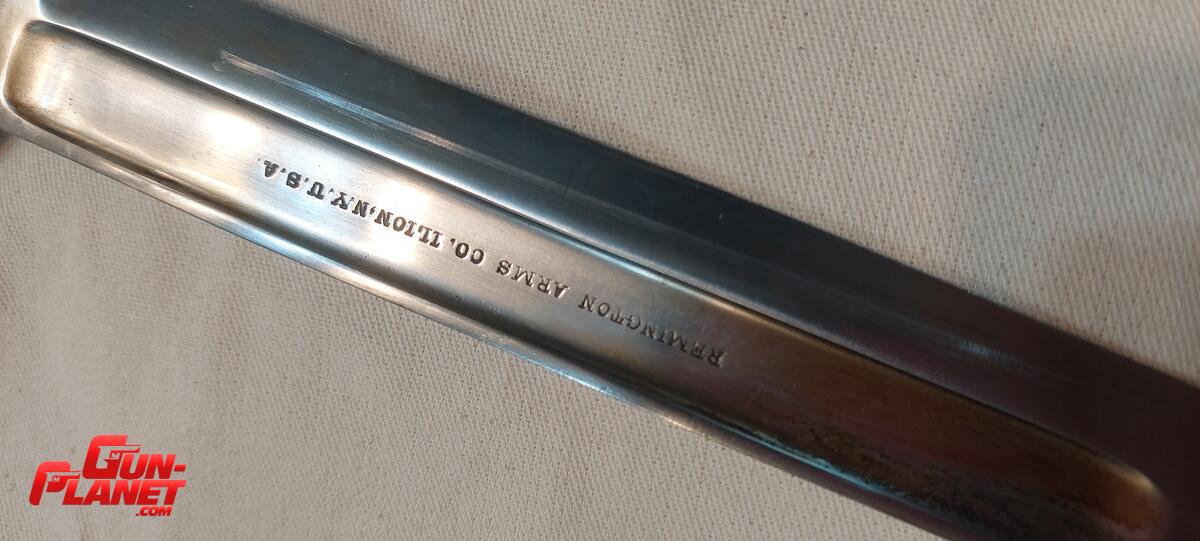 REMINGTON ARMS CO. ILION, N.Y. U.S.A.
GUN-
PLANET
.COM